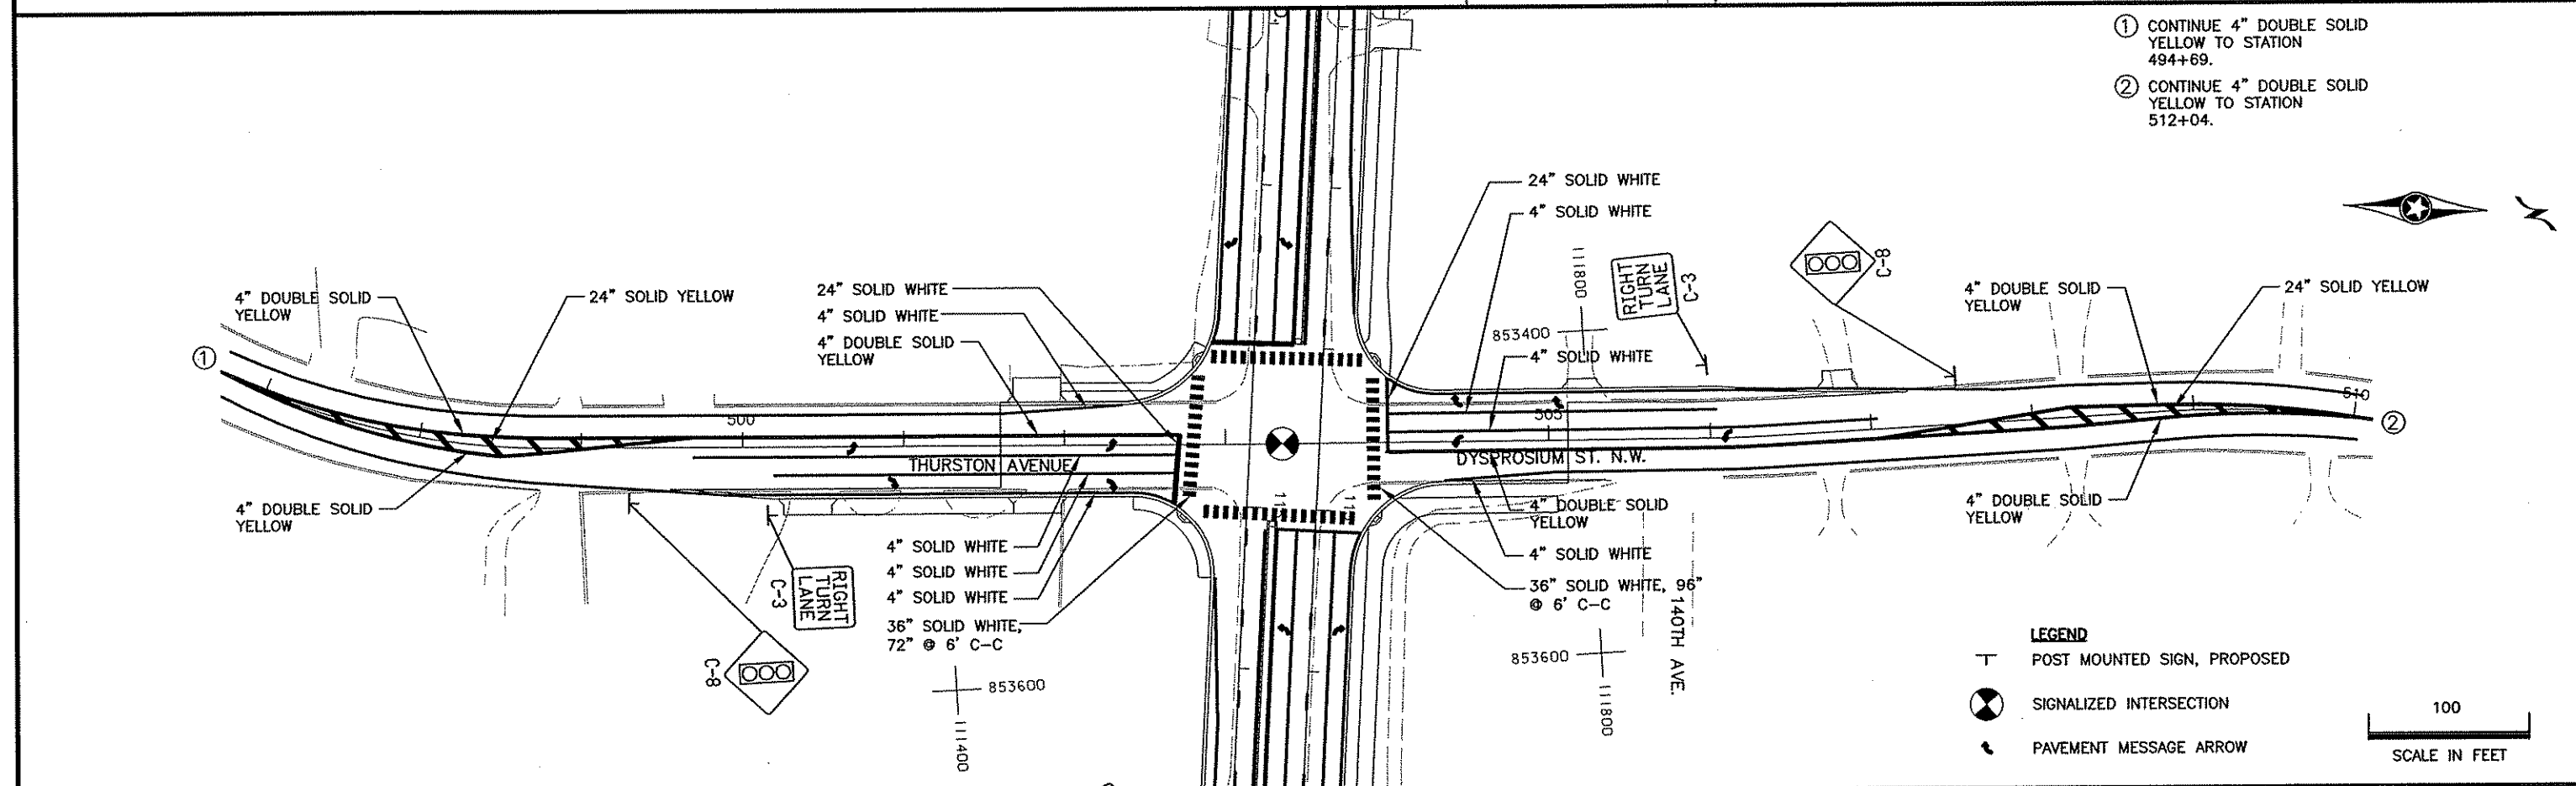 ① CONTINUE 4" DOUBLE SOLID
YELLOW TO STATION
494+69.
② CONTINUE 4" DOUBLE SOLID
YELLOW TO STATION
512+04.
24" SOLID WHITE
4" SOLID WHITE
4" DOUBLE SOLID
YELLOW
24" SOLID YELLOW
24" SOLID WHITE
4" SOLID WHITE
4" DOUBLE SOLID
YELLOW
853400
111800
RIGHT
TURN
LANE
C-3
C-8
4" SOLID WHITE
4" DOUBLE SOLID
YELLOW
24" SOLID YELLOW
①
500
505
510
②
THURSTON AVENUE
DYSPROSIUM ST. N.W.
4" DOUBLE SOLID
YELLOW
4" SOLID WHITE
4" SOLID WHITE
4" SOLID WHITE
36" SOLID WHITE,
72" @ 6' C-C
RIGHT
TURN
LANE
C-3
C-8
853600
111400
4" DOUBLE SOLID
YELLOW
4" SOLID WHITE
36" SOLID WHITE, 96"
@ 6' C-C
140TH AVE.
853600
111800
4" DOUBLE SOLID
YELLOW
LEGEND
POST MOUNTED SIGN, PROPOSED
SIGNALIZED INTERSECTION
PAVEMENT MESSAGE ARROW
100
SCALE IN FEET